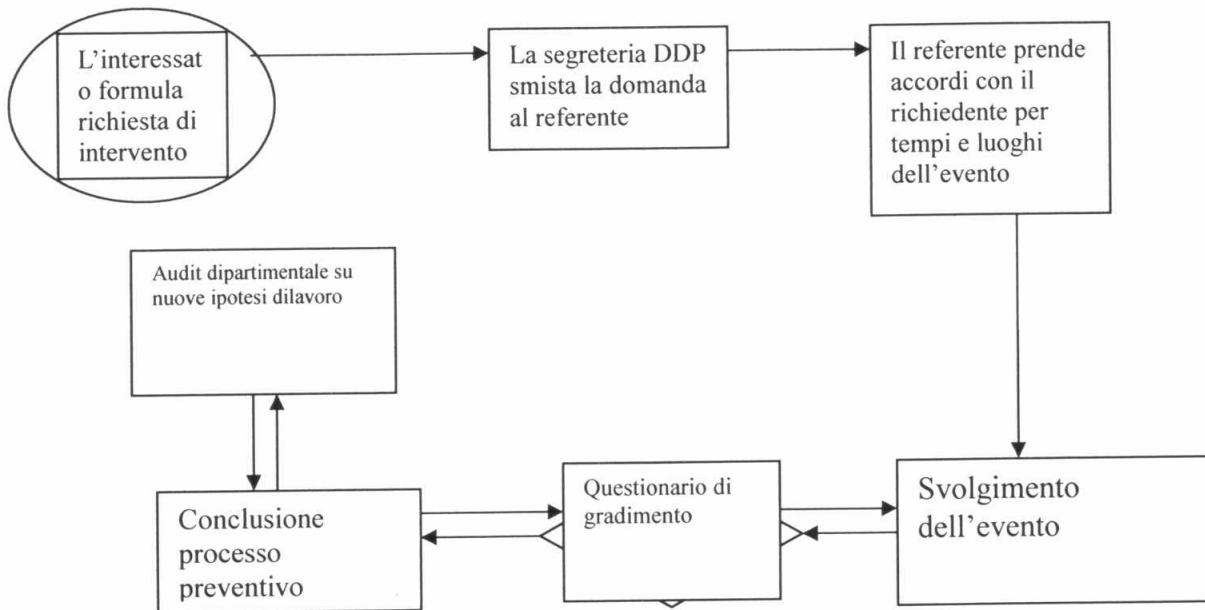 L'interessat
o formula
richiesta di
intervento
La segreteria DDP
smista la domanda
al referente
Il referente prende
accordi con il
richiedente per
tempi e luoghi
dell'evento
Audit dipartimentale su
nuove ipotesi dilavoro
Conclusione
processo
preventivo
Questionario di
gradimento
Svolgimento
dell'evento